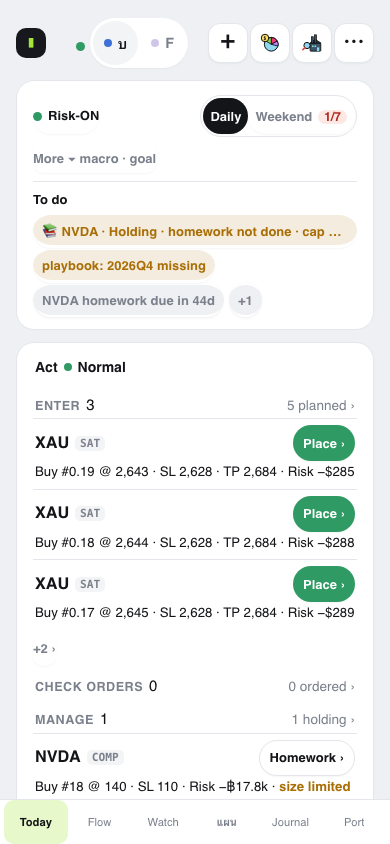 บ F + ...
Risk-ON Daily Weekend 1/7
More ▾ macro · goal
To do
📚 NVDA · Holding · homework not done · cap ...
playbook: 2026Q4 missing
NVDA homework due in 44d +1
Act Normal
ENTER 3 5 planned ›
XAU SAT Place ›
Buy #0.19 @ 2,643 · SL 2,628 · TP 2,684 · Risk −$285
XAU SAT Place ›
Buy #0.18 @ 2,644 · SL 2,628 · TP 2,684 · Risk −$288
XAU SAT Place ›
Buy #0.17 @ 2,645 · SL 2,628 · TP 2,684 · Risk −$289
+2 ›
CHECK ORDERS 0 0 ordered ›
MANAGE 1 1 holding ›
NVDA COMP Homework ›
Buy #18 @ 140 · SL 110 · Risk −฿17.8k · size limited
Today Flow Watch แผน Journal Port